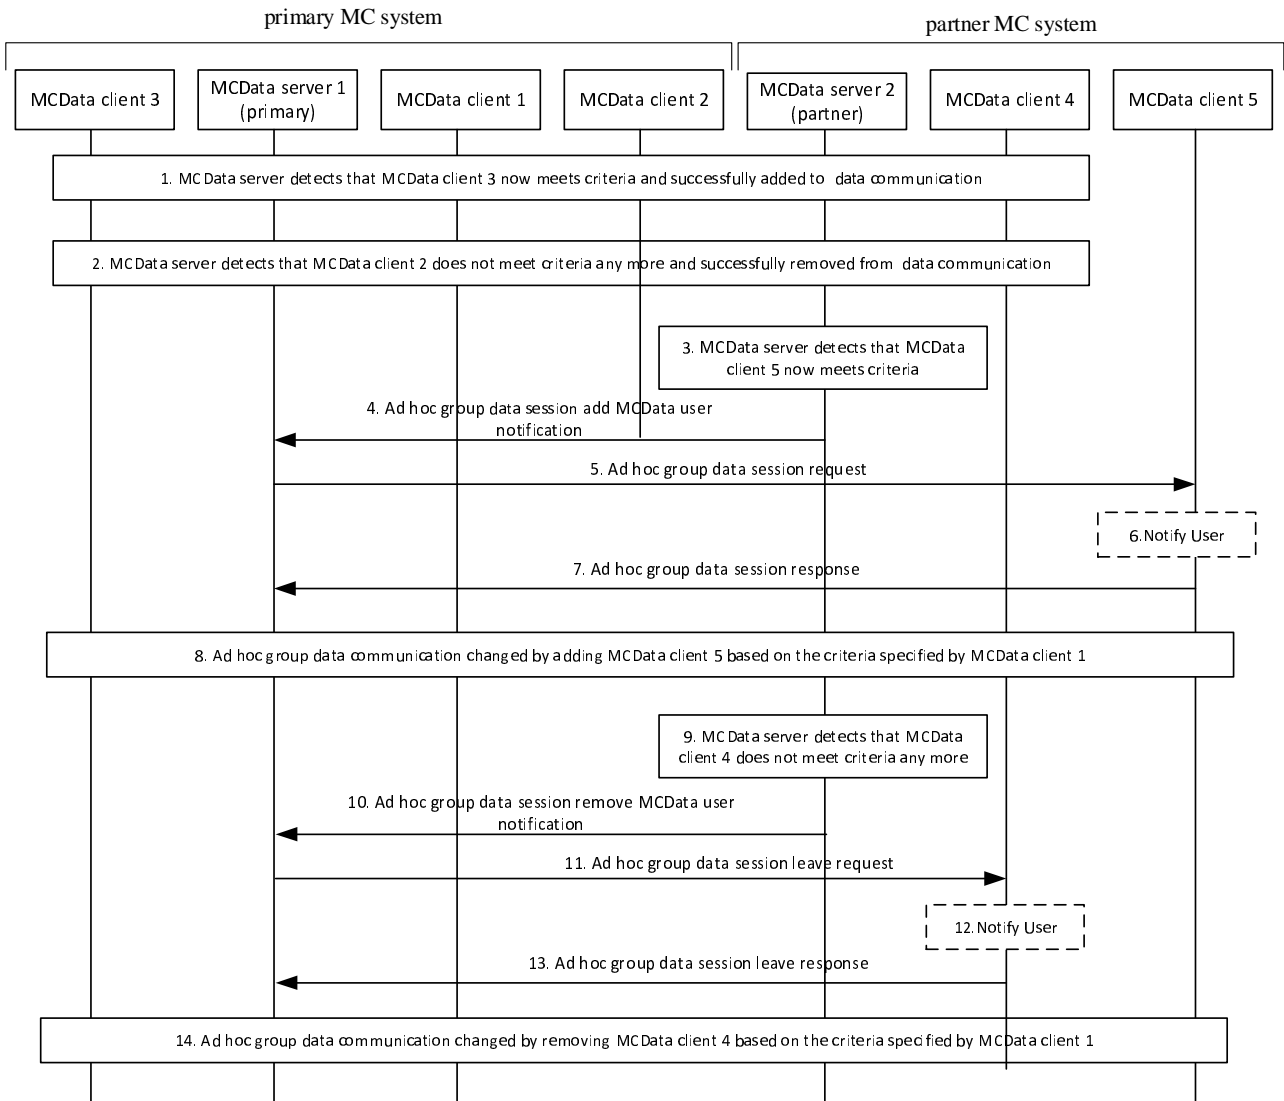 primary MC system
partner MC system
MCData client 3
MCData server 1
(primary)
MCData client 1
MCData client 2
MCData server 2
(partner)
MCData client 4
MCData client 5
1. MCData server detects that MCData client 3 now meets criteria and successfully added to data communication
2. MCData server detects that MCData client 2 does not meet criteria any more and successfully removed from data communication
3. MCData server detects that MCData
client 5 now meets criteria
4. Ad hoc group data session add MCData user
notification
5. Ad hoc group data session request
6.Notify User
7. Ad hoc group data session response
8. Ad hoc group data communication changed by adding MCData client 5 based on the criteria specified by MCData client 1
9. MCData server detects that MCData
client 4 does not meet criteria any more
10. Ad hoc group data session remove MCData user
notification
11. Ad hoc group data session leave request
12.Notify User
13. Ad hoc group data session leave response
14. Ad hoc group data communication changed by removing MCData client 4 based on the criteria specified by MCData client 1